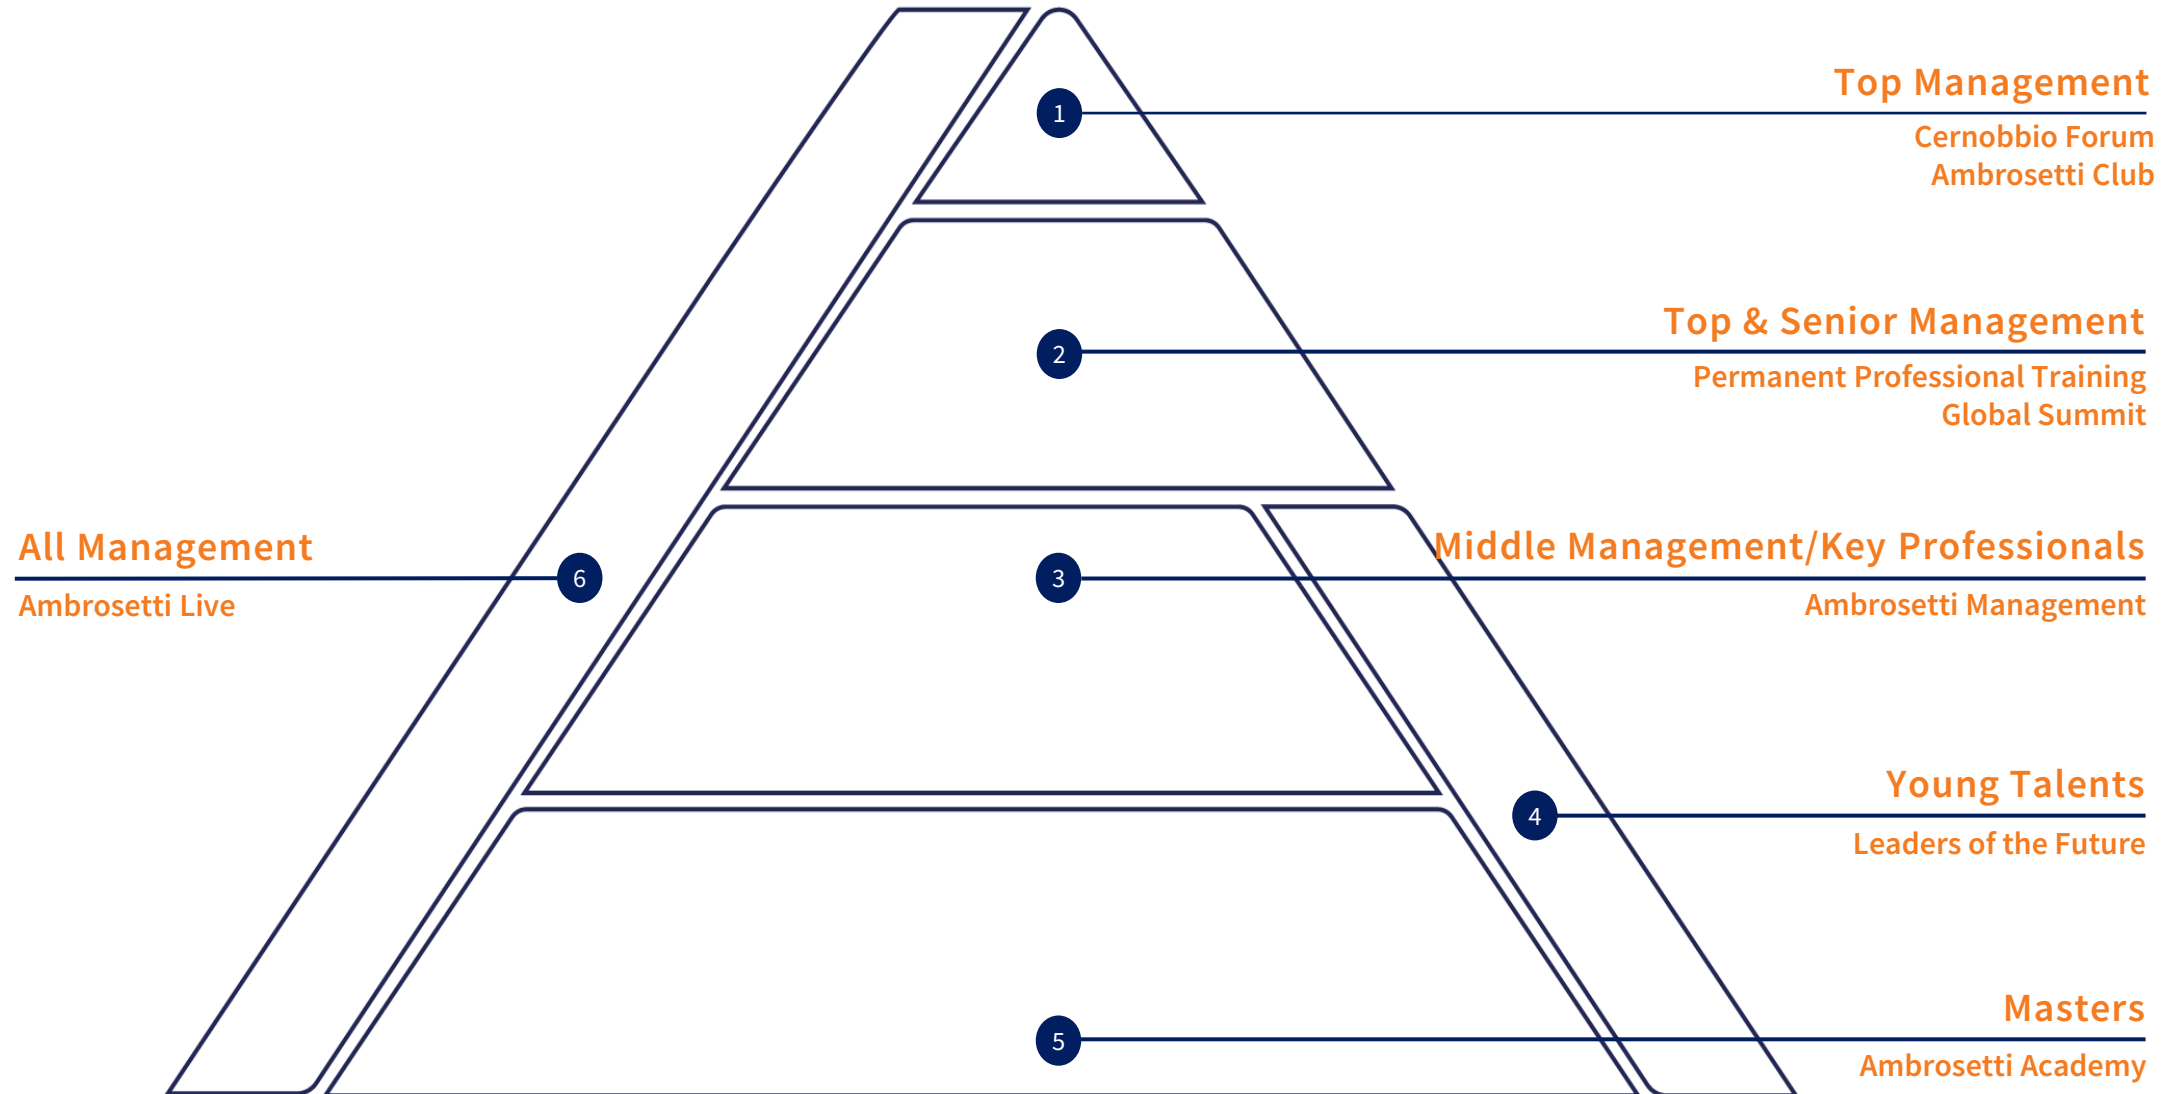 1
Top Management
Cernobbio Forum
Ambrosetti Club
2
Top & Senior Management
Permanent Professional Training
Global Summit
All Management
6
Ambrosetti Live
3
Middle Management/Key Professionals
Ambrosetti Management
4
Young Talents
Leaders of the Future
5
Masters
Ambrosetti Academy